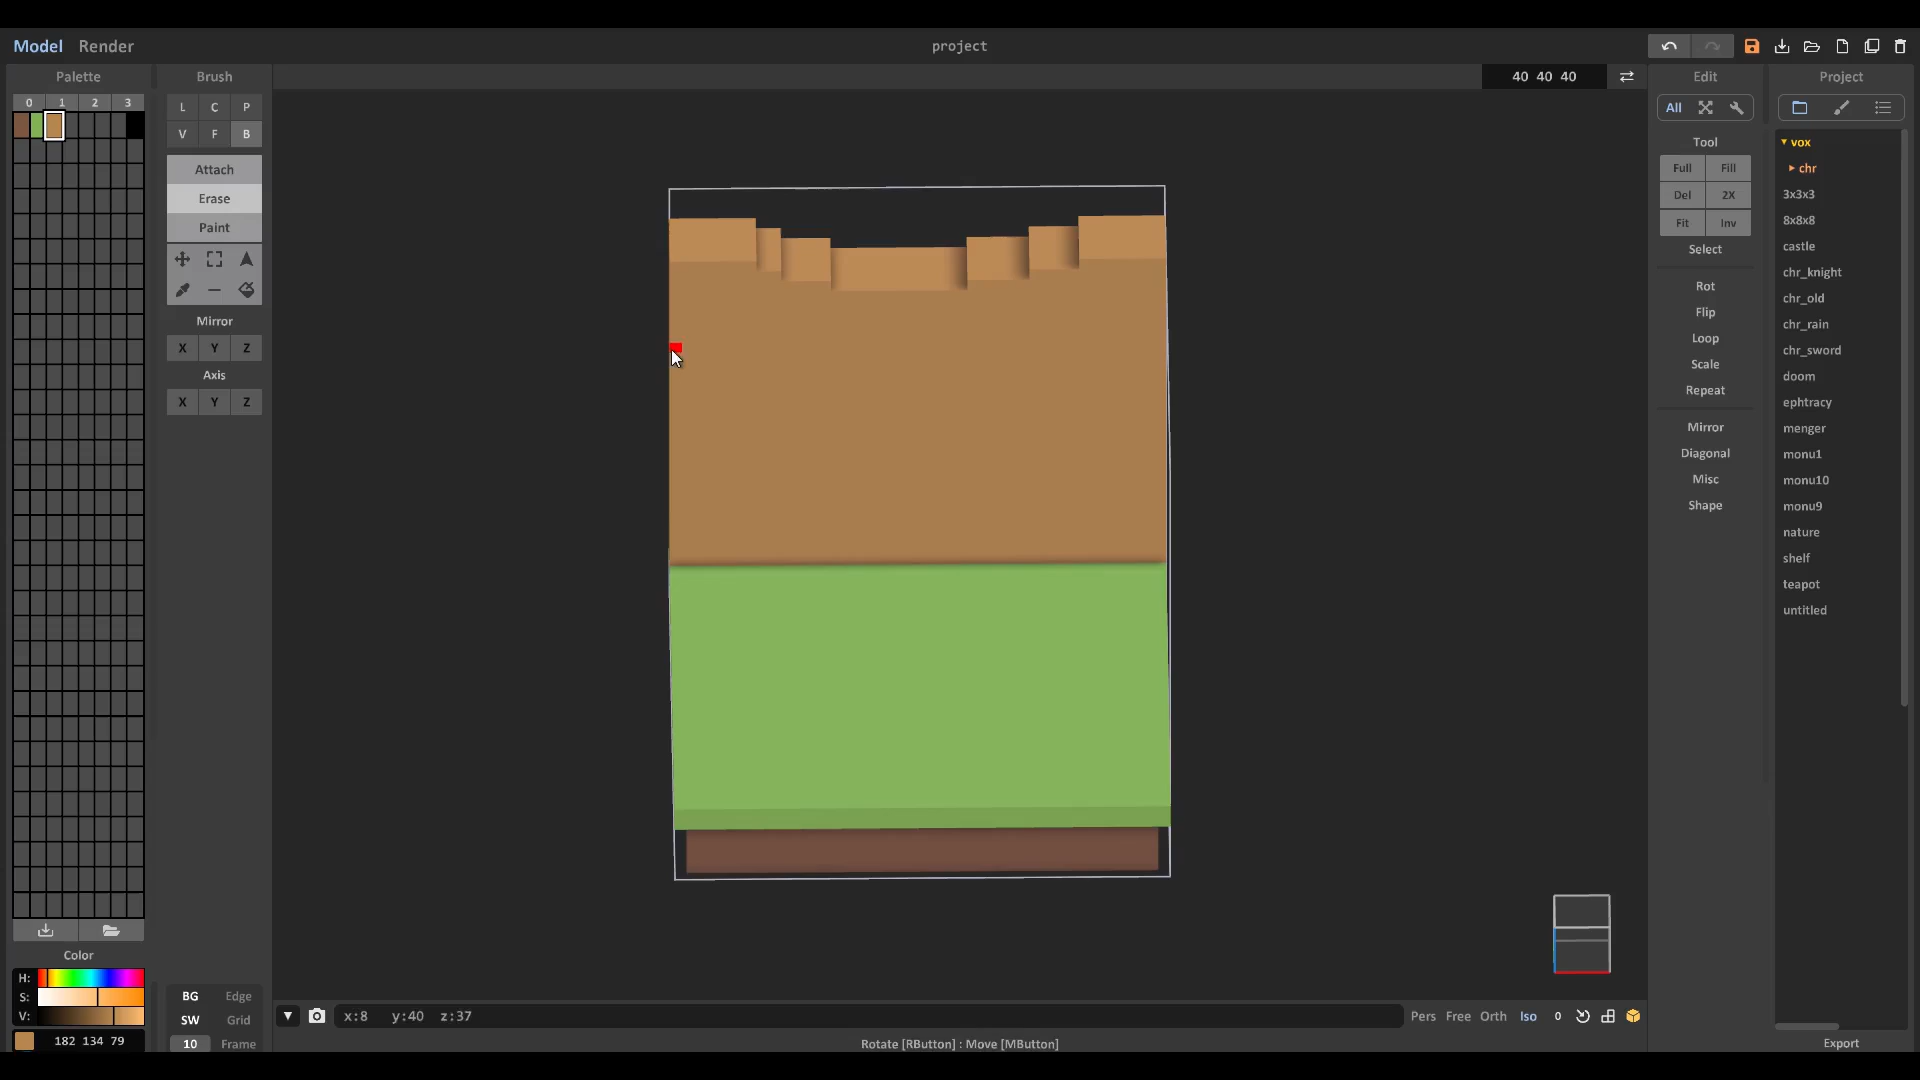 Model Render
project
Palette
Brush
40 40 40
Edit
Project
0 1 2 3
L C P
V F B
Attach
Erase
Paint
Mirror
X Y Z
Axis
X Y Z
All
Tool
Full Fill
Del 2X
Fit Inv
Select
Rot
Flip
Loop
Scale
Repeat
Mirror
Diagonal
Misc
Shape
vox
chr
3x3x3
8x8x8
castle
chr_knight
chr_old
chr_rain
chr_sword
doom
ephtracy
menger
monu1
monu10
monu9
nature
shelf
teapot
untitled
Color
H:
S:
V:
182 134 79
BG Edge
SW Grid
10 Frame
x:8 y:40 z:37
Pers Free Orth Iso 0
Rotate [RButton] : Move [MButton]
Export